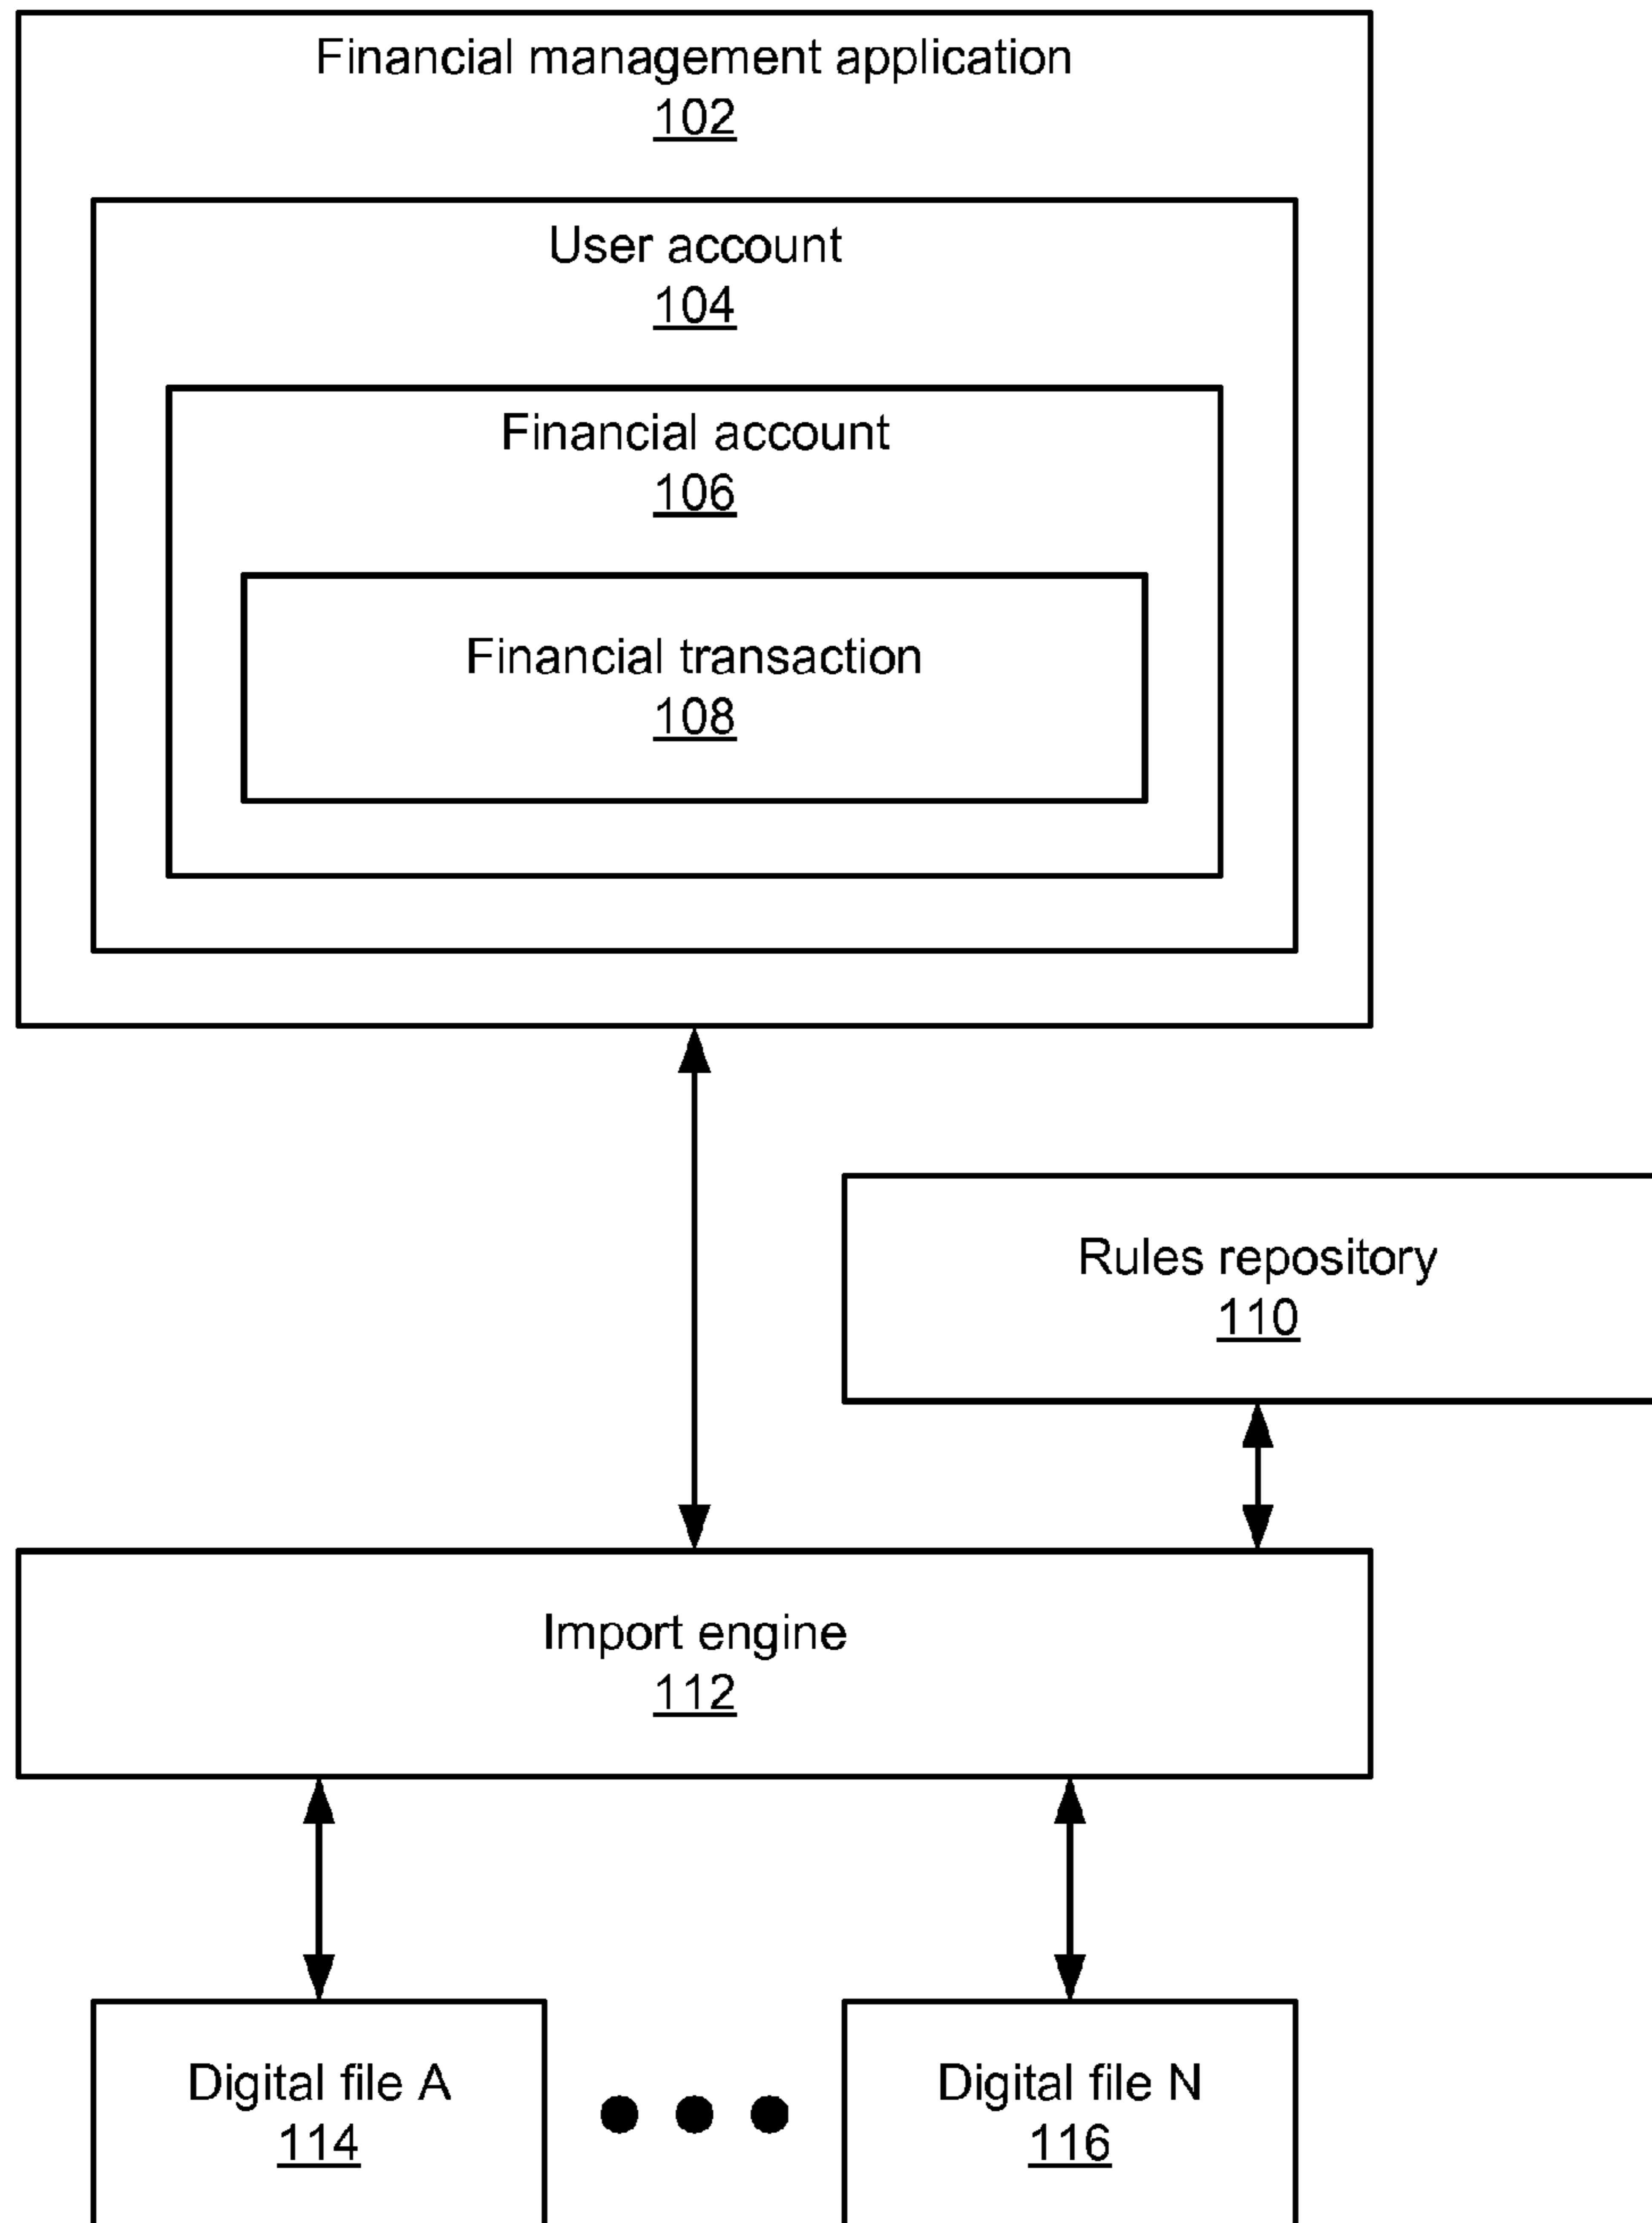 Financial management application
102
User account
104
Financial account
106
Financial transaction
108
Rules repository
110
Import engine
112
Digital file A
114
Digital file N
116